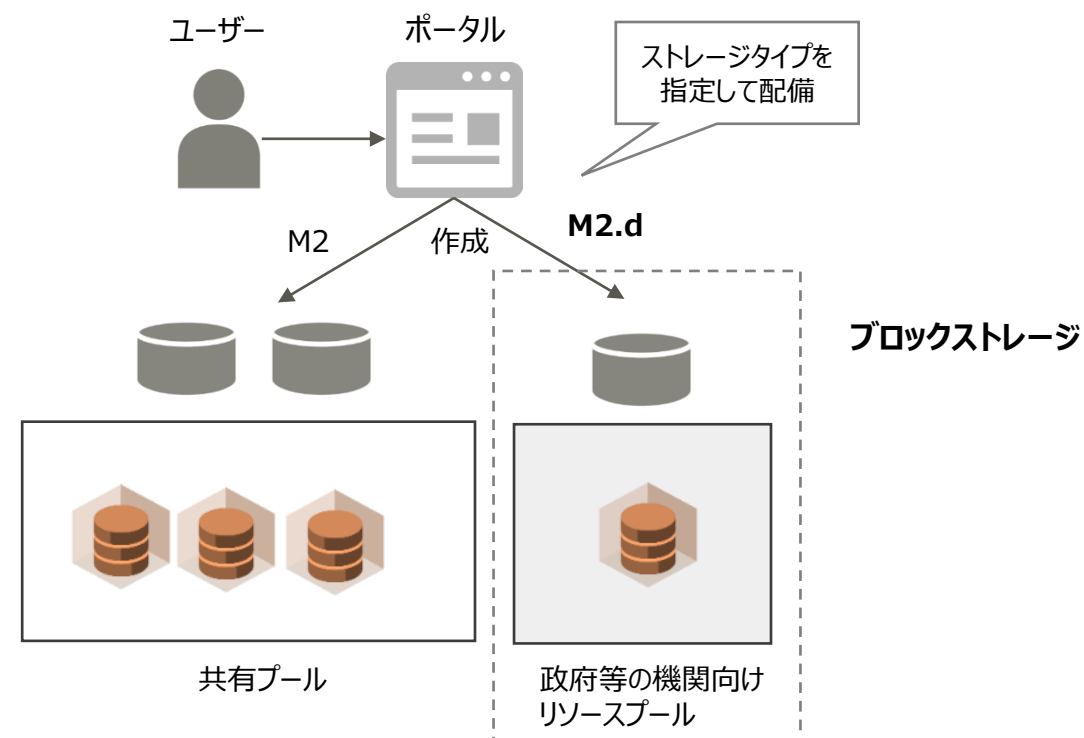 ユーザー
ポータル
ストレージタイプを
指定して配備
M2
作成
M2.d
ブロックストレージ
共有プール
政府等の機関向け
リソースプール